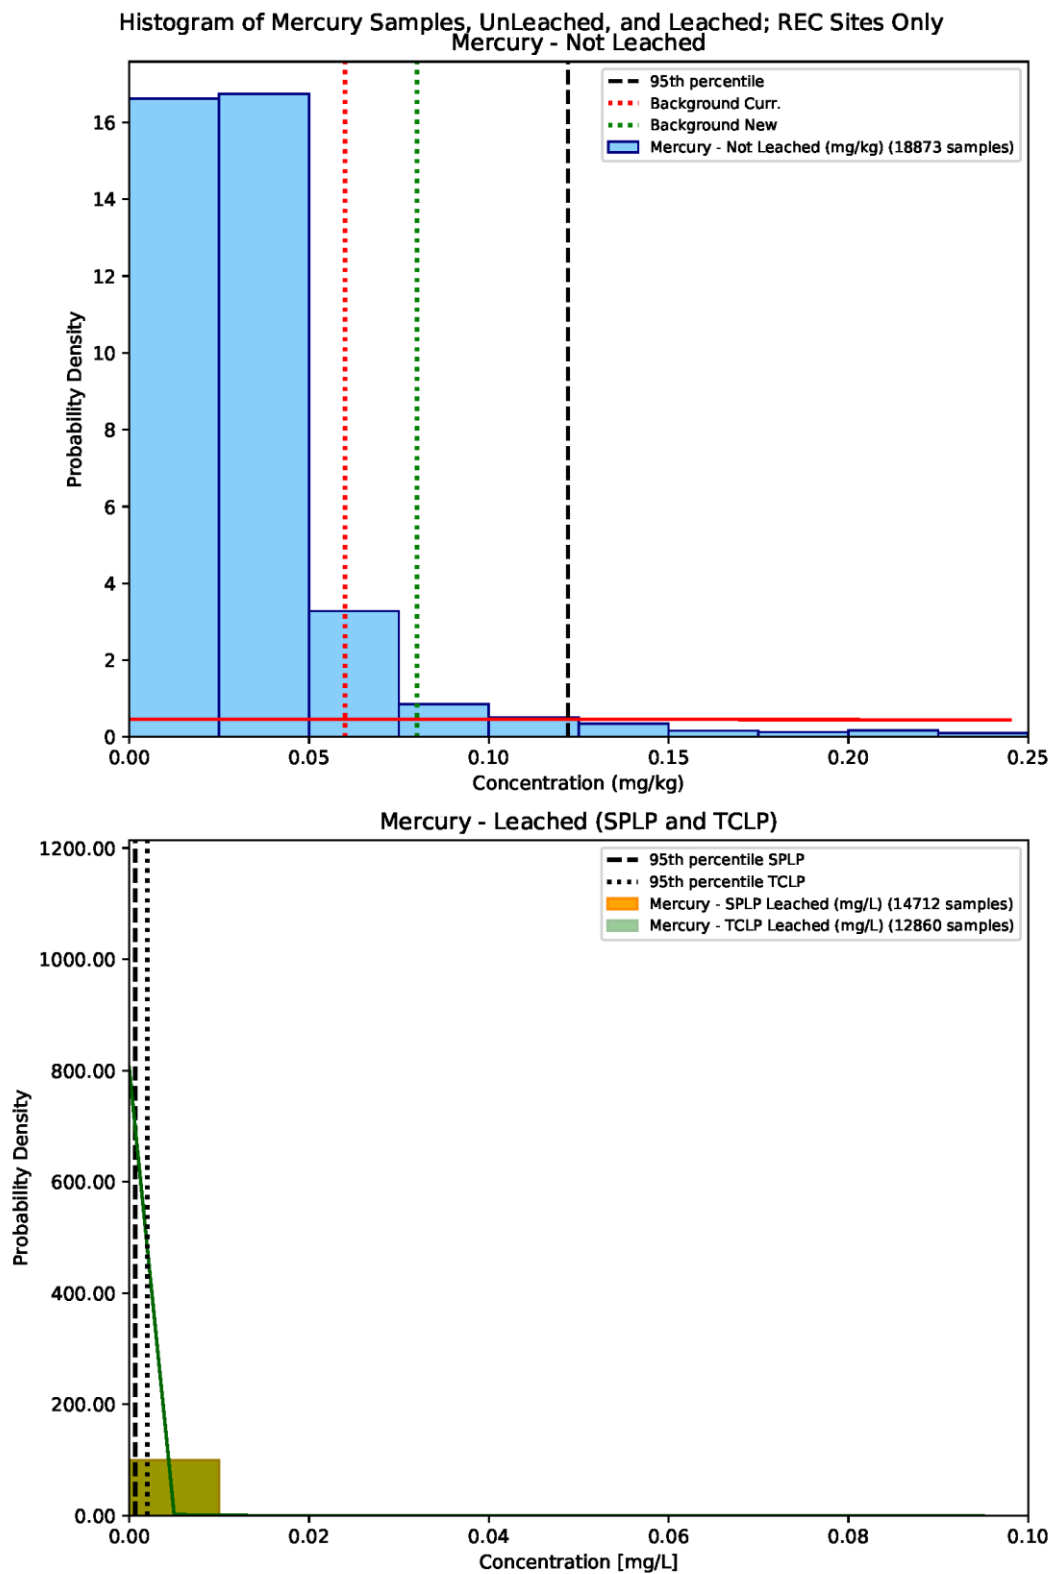 Histogram of Mercury Samples, UnLeached, and Leached; REC Sites Only
Mercury - Not Leached
95th percentile
Background Curr.
Background New
Mercury - Not Leached (mg/kg) (18873 samples)
16
14
12
10
8
6
4
2
0
Probability Density
0.00 0.05 0.10 0.15 0.20 0.25
Concentration (mg/kg)
Mercury - Leached (SPLP and TCLP)
95th percentile SPLP
95th percentile TCLP
Mercury - SPLP Leached (mg/L) (14712 samples)
Mercury - TCLP Leached (mg/L) (12860 samples)
1200.00
1000.00
800.00
600.00
400.00
200.00
0.00
Probability Density
0.00 0.02 0.04 0.06 0.08 0.10
Concentration [mg/L]